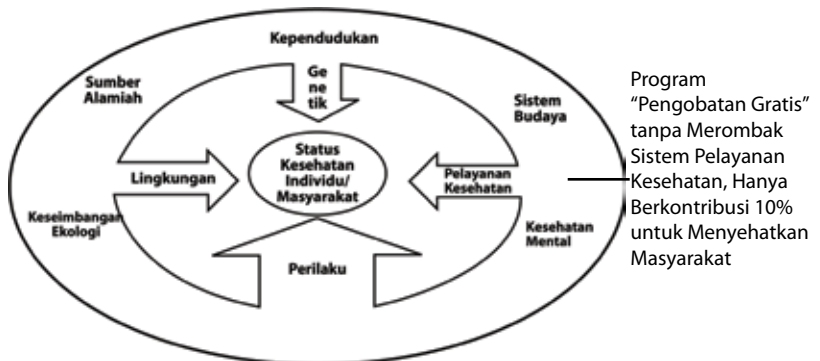 Kependudukan
Sumber
Alamiah
Ge
ne
tik
Sistem
Budaya
Status
Kesehatan
Individu/
Masyarakat
Lingkungan
Pelayanan
Kesehatan
Keseimbangan
Ekologi
Kesehatan
Mental
Perilaku
Program
“Pengobatan Gratis”
tanpa Merombak
Sistem Pelayanan
Kesehatan, Hanya
Berkontribusi 10%
untuk Menyehatkan
Masyarakat